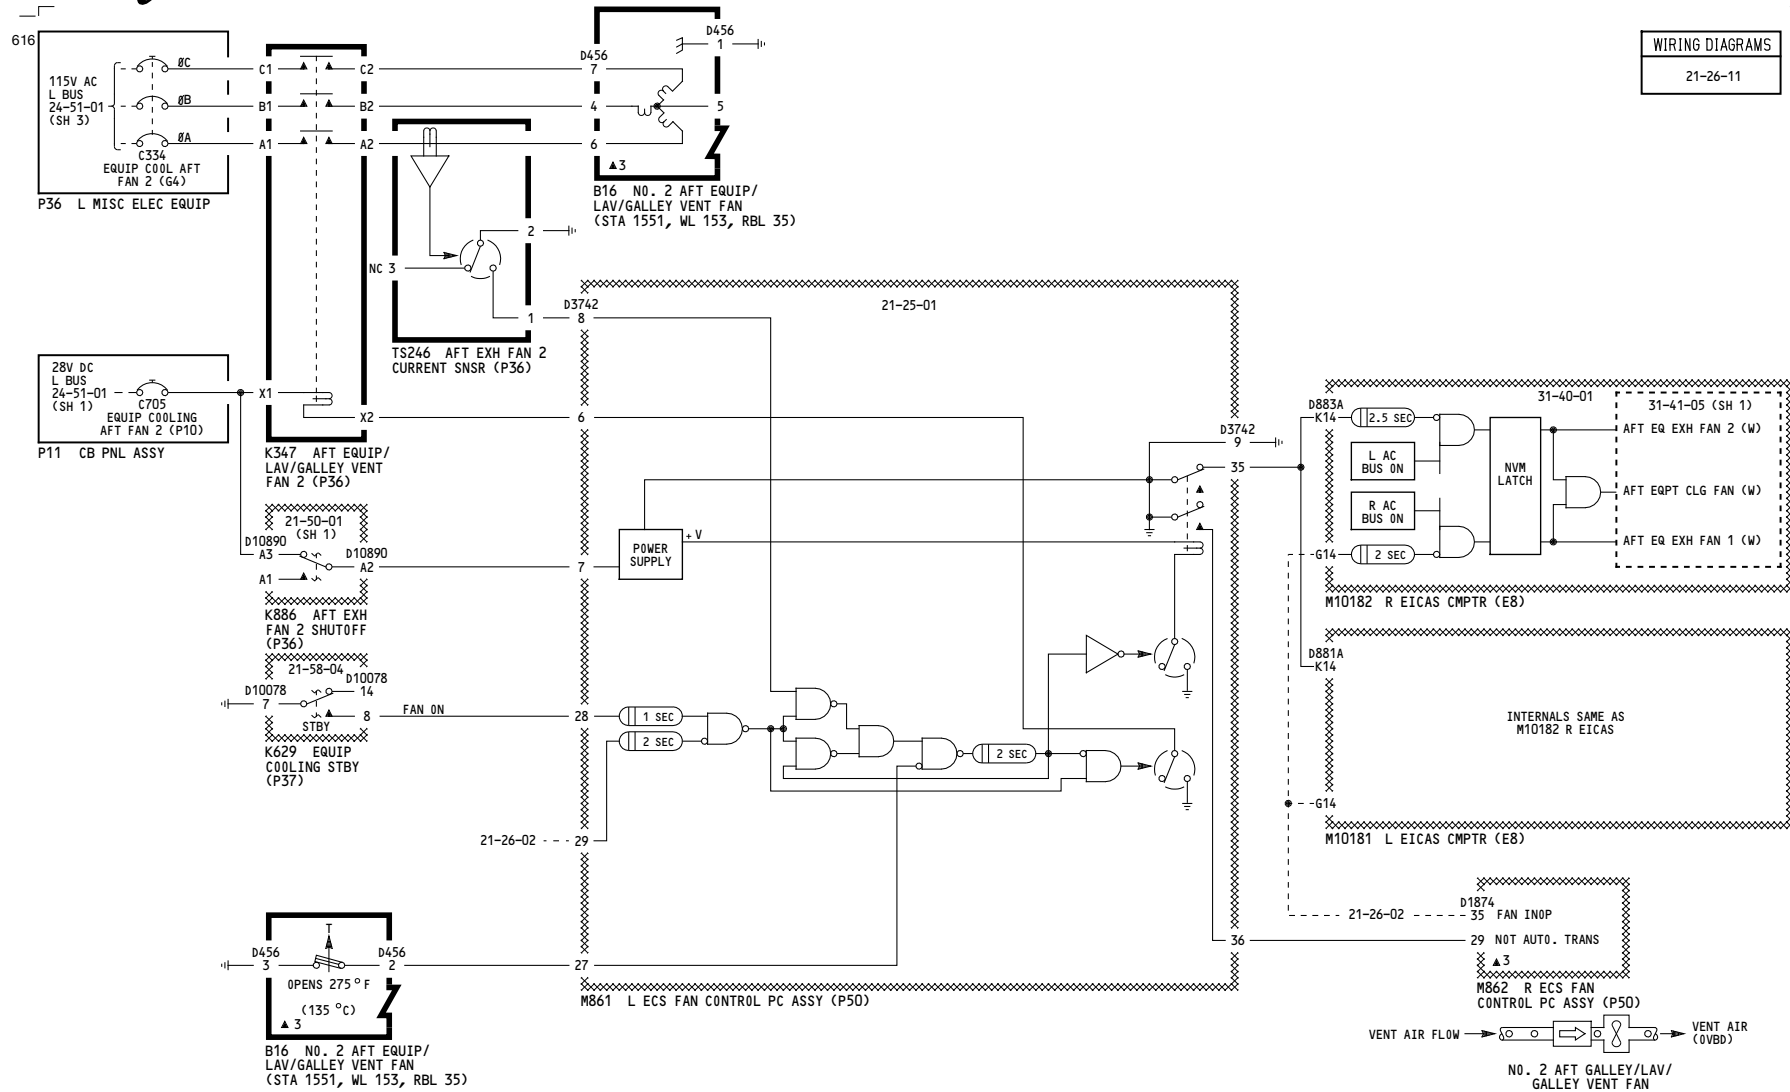 616
WIRING DIAGRAMS
21-26-11
115V AC
L BUS
24-51-01
(SH 3)
ØC
ØB
ØA
C334
EQUIP COOL AFT
FAN 2 (G4)
P36 L MISC ELEC EQUIP
C1
C2
B1
B2
A1
A2
D456
7
4
6
D456
1
5
▲3
B16 NO. 2 AFT EQUIP/
LAV/GALLEY VENT FAN
(STA 1551, WL 153, RBL 35)
2
NC 3
1
TS246 AFT EXH FAN 2
CURRENT SNSR (P36)
28V DC
L BUS
24-51-01
(SH 1)
C705
EQUIP COOLING
AFT FAN 2 (P10)
P11 CB PNL ASSY
X1
X2
K347 AFT EQUIP/
LAV/GALLEY VENT
FAN 2 (P36)
21-50-01
(SH 1)
D10890
A3
D10890
A2
A1
K886 AFT EXH
FAN 2 SHUTOFF
(P36)
21-58-04
D10078
7
D10078
14
8
FAN ON
STBY
K629 EQUIP
COOLING STBY
(P37)
D3742
8
6
7
28
21-26-02
29
27
21-25-01
POWER
SUPPLY
+ V
1 SEC
2 SEC
2 SEC
D3742
9
35
36
M861 L ECS FAN CONTROL PC ASSY (P50)
D456
3
T
D456
2
OPENS 275°F
(135 °C)
▲ 3
B16 NO. 2 AFT EQUIP/
LAV/GALLEY VENT FAN
(STA 1551, WL 153, RBL 35)
31-40-01
31-41-05 (SH 1)
D883A
K14
2.5 SEC
L AC
BUS ON
R AC
BUS ON
G14
2 SEC
NVM
LATCH
AFT EQ EXH FAN 2 (W)
AFT EQPT CLG FAN (W)
AFT EQ EXH FAN 1 (W)
M10182 R EICAS CMPTR (E8)
D881A
K14
INTERNALS SAME AS
M10182 R EICAS
G14
M10181 L EICAS CMPTR (E8)
21-26-02
D1874
35 FAN INOP
29 NOT AUTO. TRANS
▲3
M862 R ECS FAN
CONTROL PC ASSY (P50)
VENT AIR FLOW
VENT AIR
(OVBD)
NO. 2 AFT GALLEY/LAV/
GALLEY VENT FAN